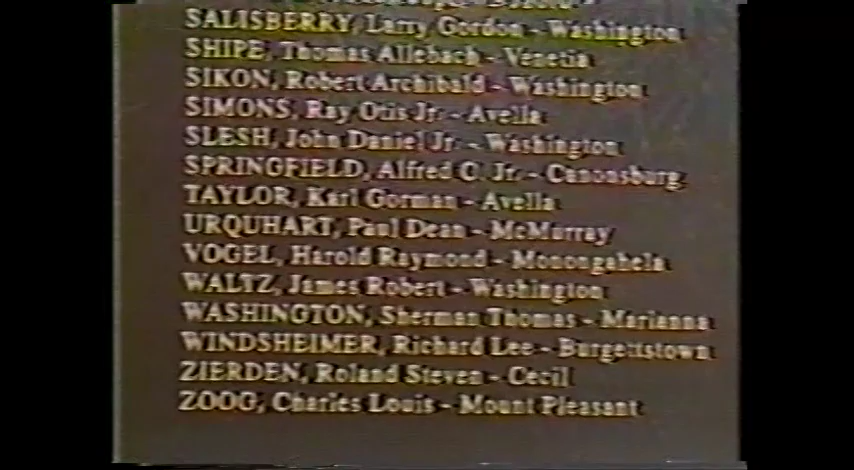 SALISBERRY, Larry Gordon - Washington
SHIPE, Thomas Allebach - Venetia
SIKON, Robert Archibald - Washington
SIMONS, Ray Otis Jr. - Avella
SLESH, John Daniel Jr. - Washington
SPRINGFIELD, Alfred C. Jr. - Canonsburg
TAYLOR, Karl Gorman - Avella
URQUHART, Paul Dean - McMurray
VOGEL, Harold Raymond - Monongahela
WALTZ, James Robert - Washington
WASHINGTON, Sherman Thomas - Marianna
WINDSHEIMER, Richard Lee - Burgettstown
ZIERDEN, Roland Steven - Cecil
ZOOG, Charles Louis - Mount Pleasant